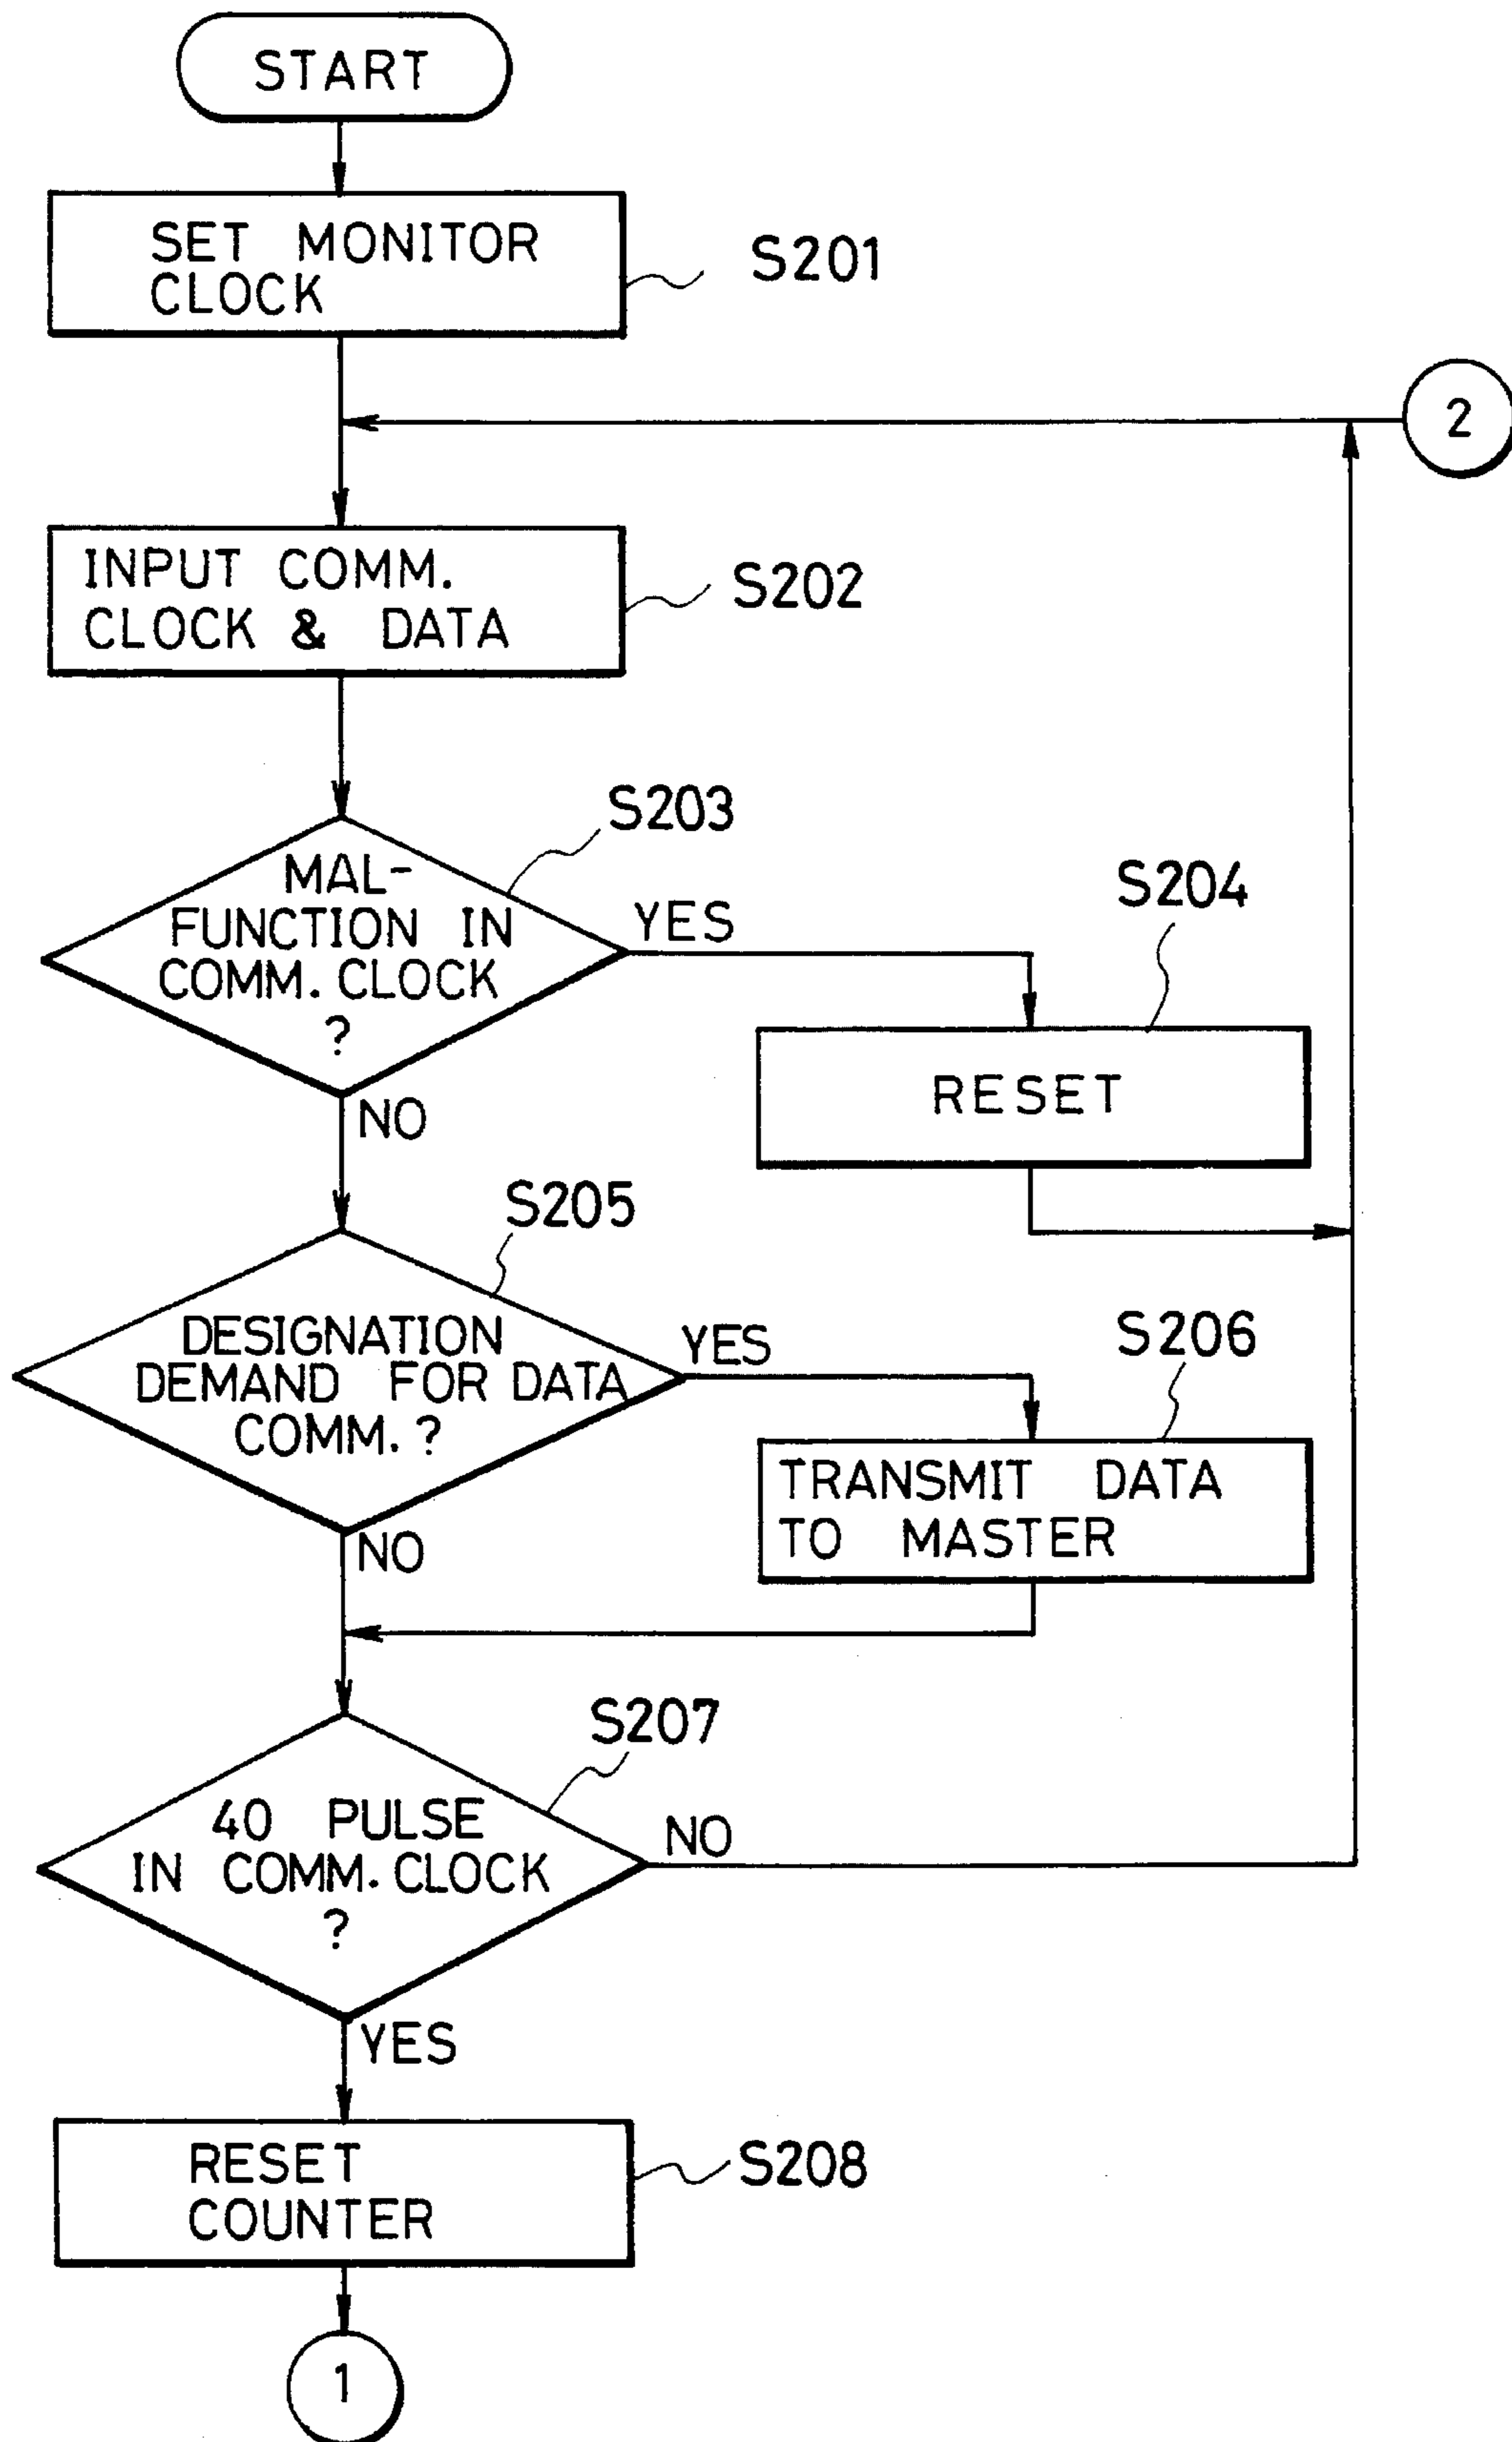 START
SET MONITOR
CLOCK
S201
2
INPUT COMM.
CLOCK & DATA
S202
S203
MAL-
FUNCTION IN
COMM. CLOCK
?
YES
NO
S204
RESET
S205
DESIGNATION
DEMAND FOR DATA
COMM. ?
YES
NO
S206
TRANSMIT DATA
TO MASTER
S207
40 PULSE
IN COMM. CLOCK
?
NO
YES
RESET
COUNTER
S208
1